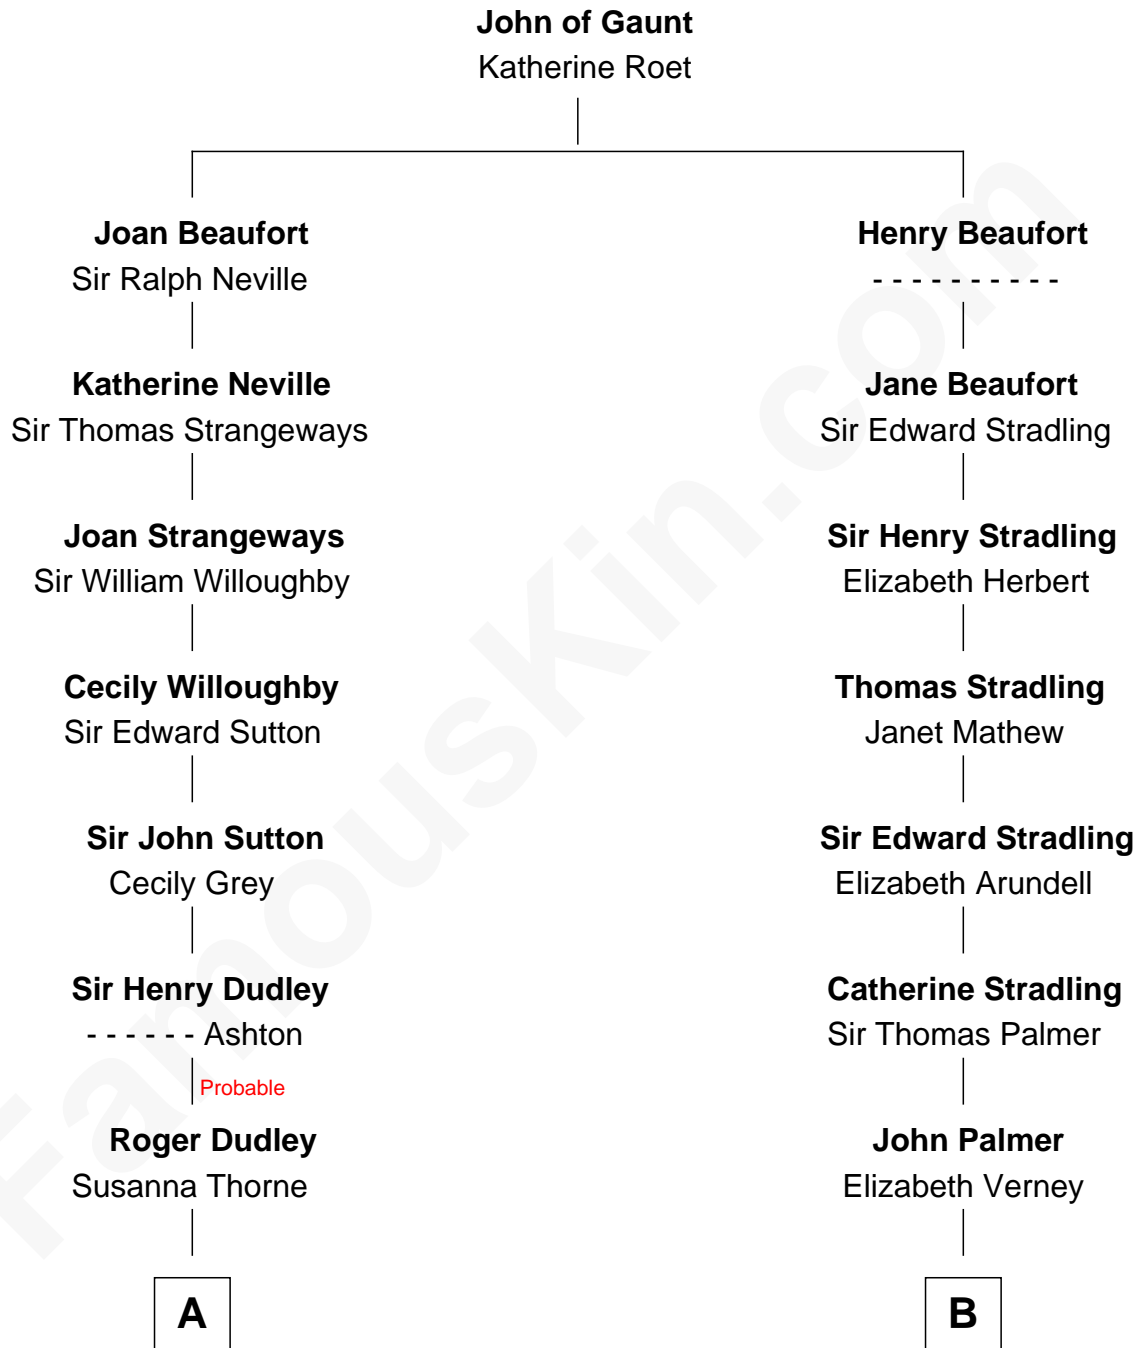 John of Gaunt
Katherine Roet
Joan Beaufort
Sir Ralph Neville
Henry Beaufort
- - - - - - - - - -
Katherine Neville
Sir Thomas Strangeways
Jane Beaufort
Sir Edward Stradling
Joan Strangeways
Sir William Willoughby
Sir Henry Stradling
Elizabeth Herbert
Cecily Willoughby
Sir Edward Sutton
Thomas Stradling
Janet Mathew
Sir John Sutton
Cecily Grey
Sir Edward Stradling
Elizabeth Arundell
Sir Henry Dudley
- - - - - - Ashton
Catherine Stradling
Sir Thomas Palmer
Probable
Roger Dudley
Susanna Thorne
John Palmer
Elizabeth Verney
A
B
FamousKin.com